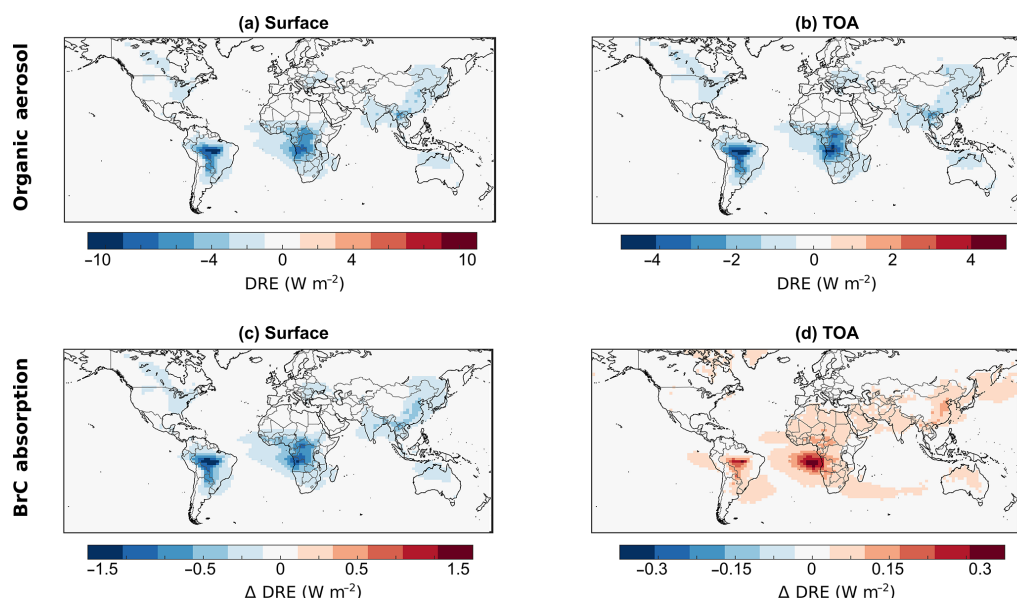 (a) Surface
(b) TOA
Organic aerosol
−10 −4 0 4 10
DRE (W m⁻²)
−4 −2 0 2 4
DRE (W m⁻²)
(c) Surface
(d) TOA
BrC absorption
−1.5 −0.5 0 0.5 1.5
Δ DRE (W m⁻²)
−0.3 −0.15 0 0.15 0.3
Δ DRE (W m⁻²)